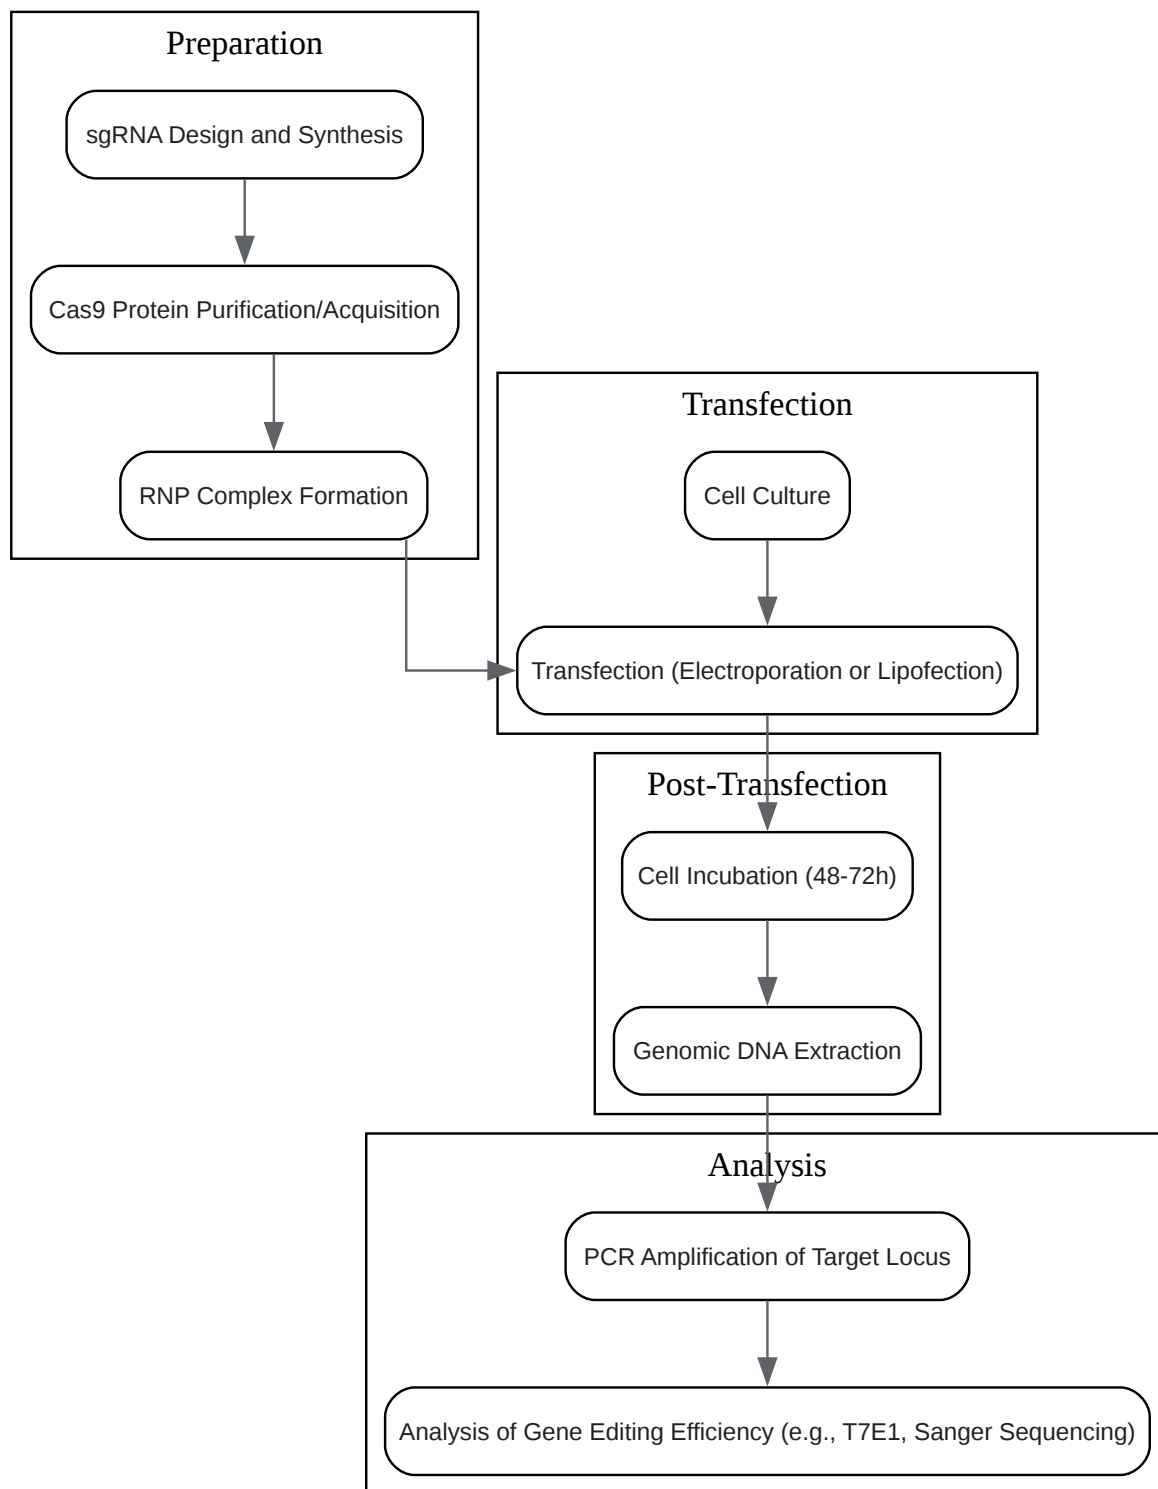 Preparation
sgRNA Design and Synthesis
Cas9 Protein Purification/Acquisition
RNP Complex Formation
Transfection
Cell Culture
Transfection (Electroporation or Lipofection)
Post-Transfection
Cell Incubation (48-72h)
Genomic DNA Extraction
Analysis
PCR Amplification of Target Locus
Analysis of Gene Editing Efficiency (e.g., T7E1, Sanger Sequencing)